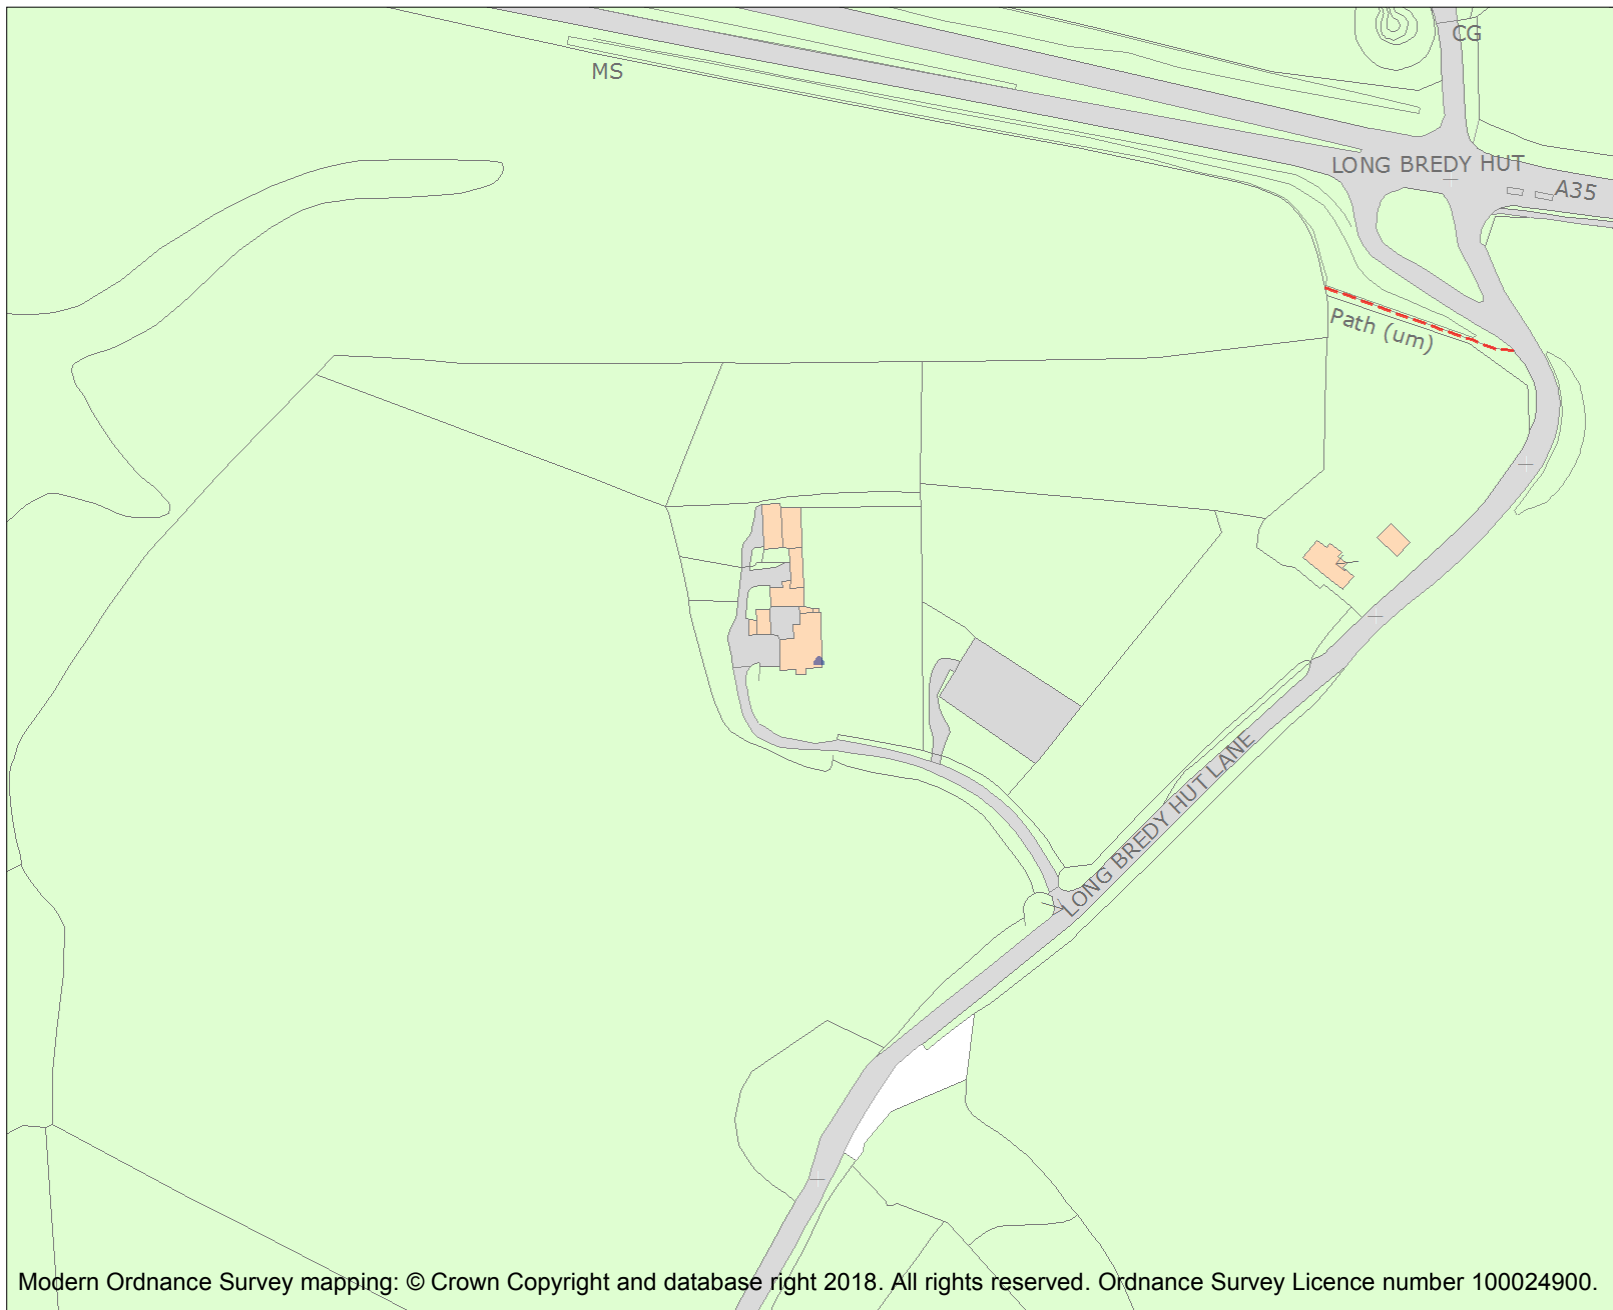 CG
MS
LONG BREDY HUT
A35
Path (um)
LONG BREDY HUT LANE
Modern Ordnance Survey mapping: © Crown Copyright and database right 2018. All rights reserved. Ordnance Survey Licence number 100024900.